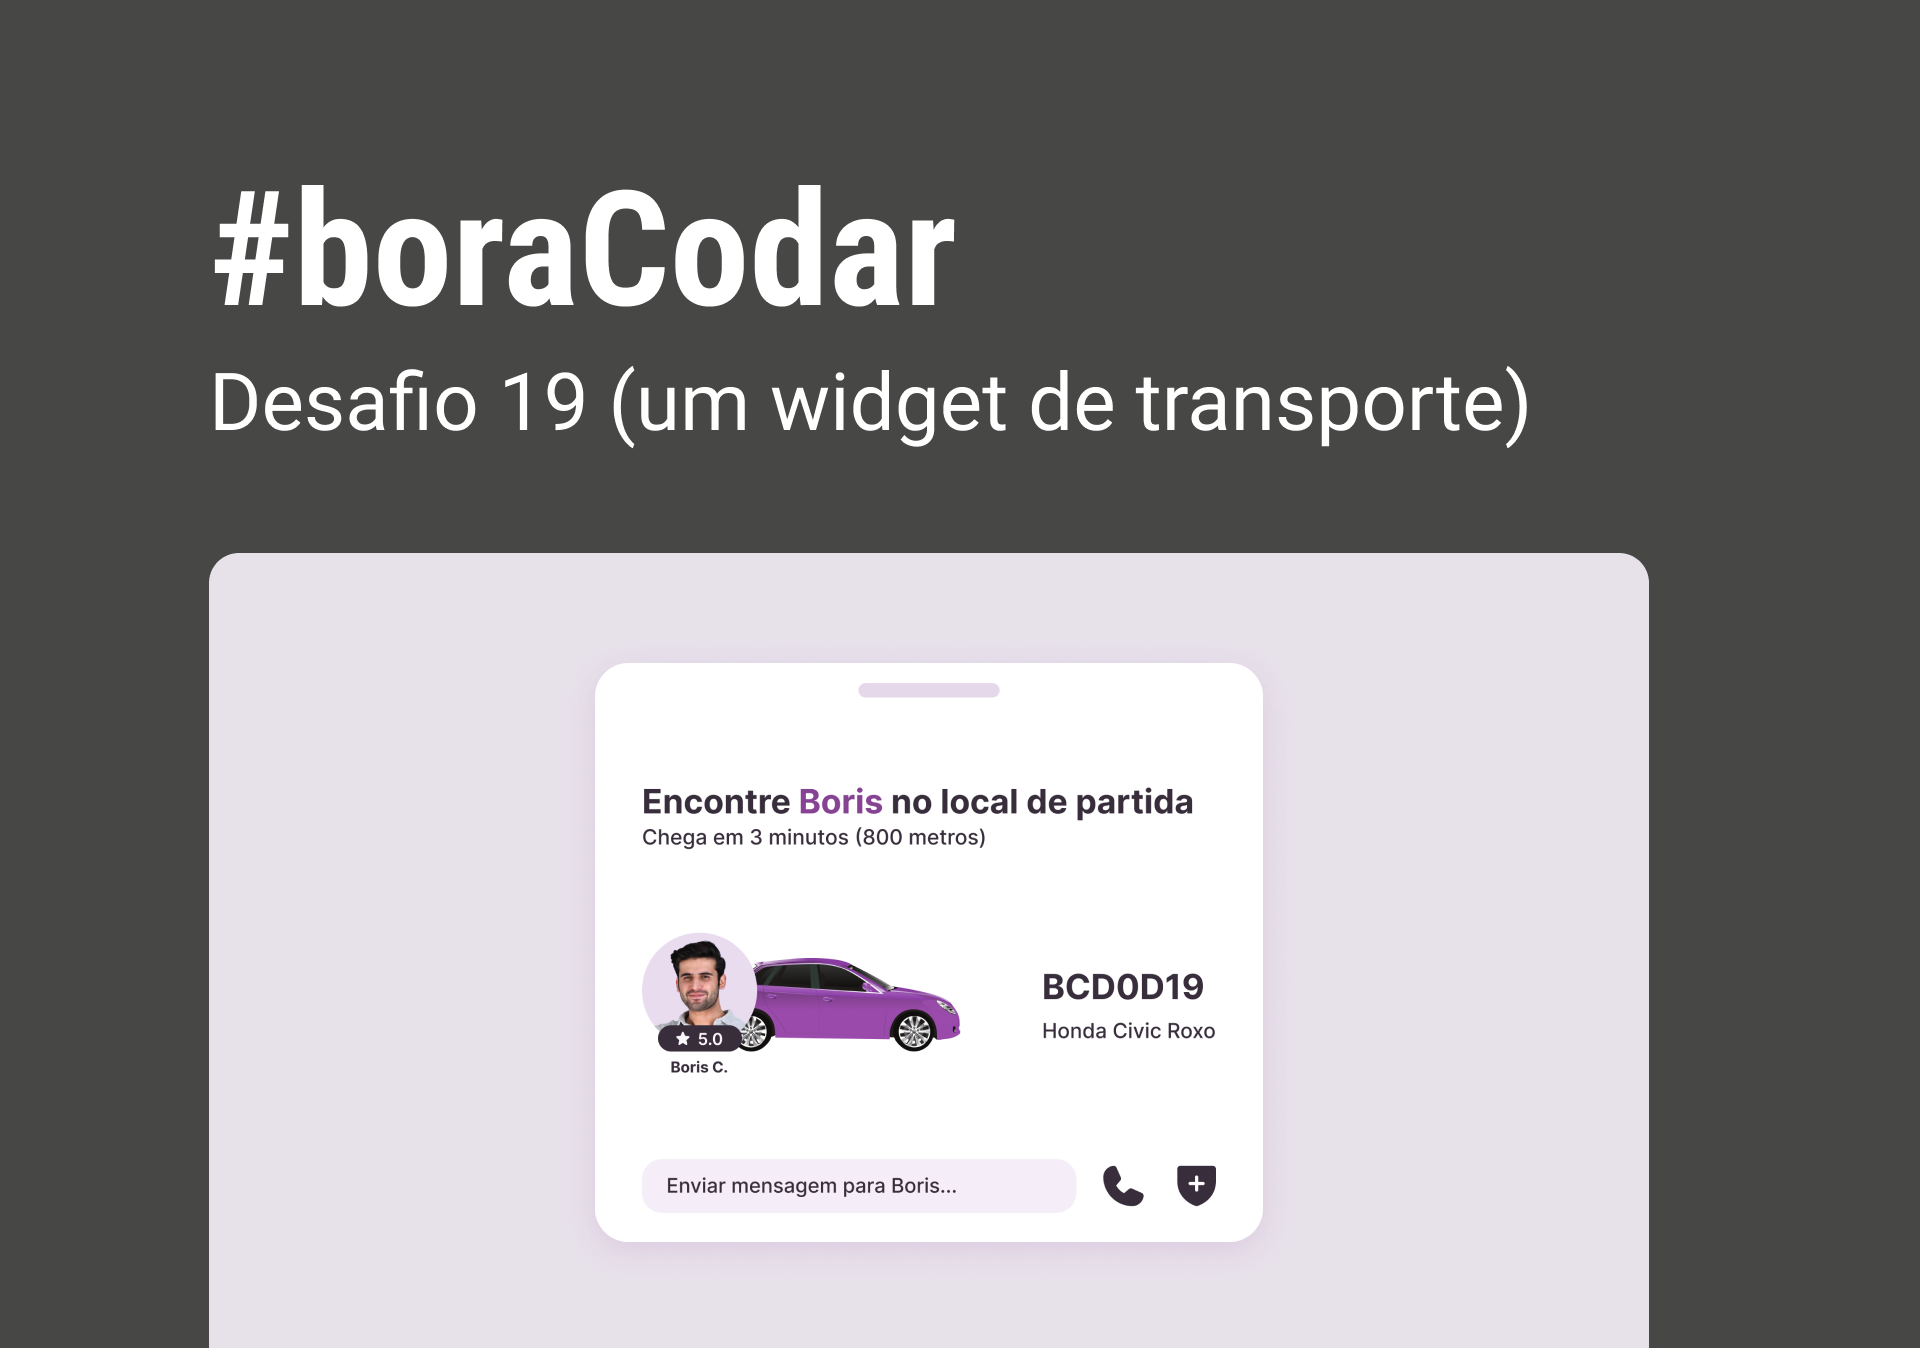 #boraCodar
Desafio 19 (um widget de transporte)
Encontre Boris no local de partida
Chega em 3 minutos (800 metros)
5.0
Boris C.
BCD0D19
Honda Civic Roxo
Enviar mensagem para Boris...